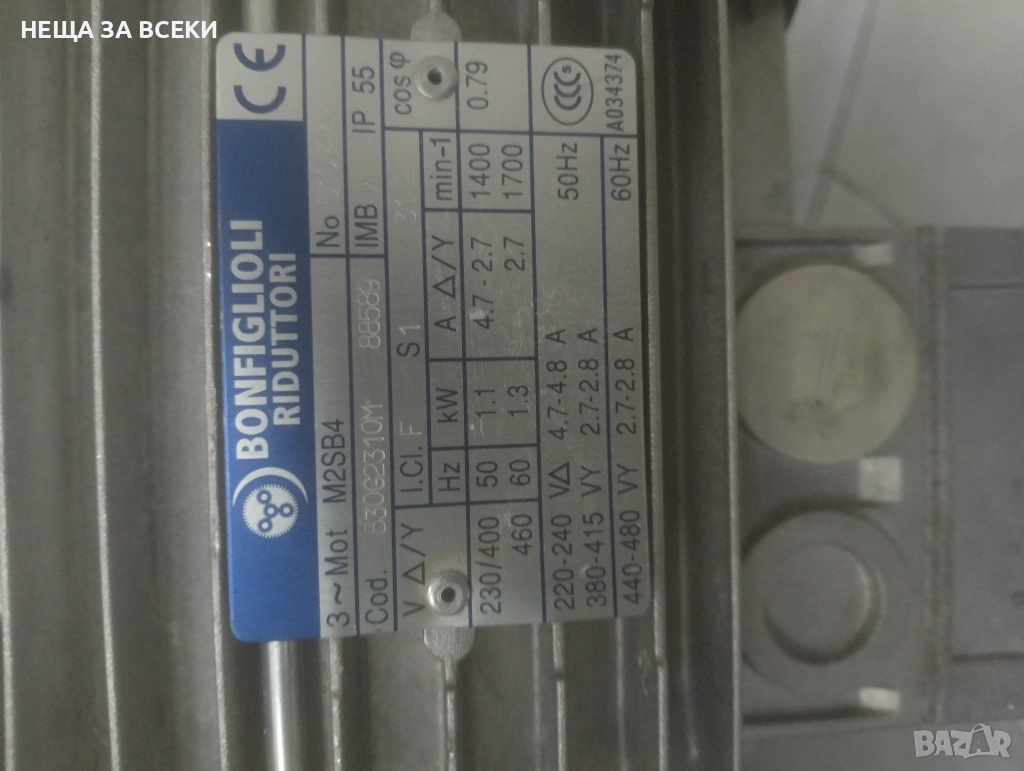 НЕЩА ЗА ВСЕКИ
BONFIGLIOLI
RIDUTTORI
CE
3~Mot M2SB4 No
Cod. 830G2310M 88589 IMB IP 55
V Δ/Y I.Cl. F S1 cos φ
Hz kW A Δ/Y min-1
230/400 50 1.1 4.7-2.7 1400 0.79
460 60 1.3 2.7 1700
220-240 VΔ 4.7-4.8 A 50Hz
380-415 VY 2.7-2.8 A
440-480 VY 2.7-2.8 A 60Hz
CCC S
A034374
BAZAR